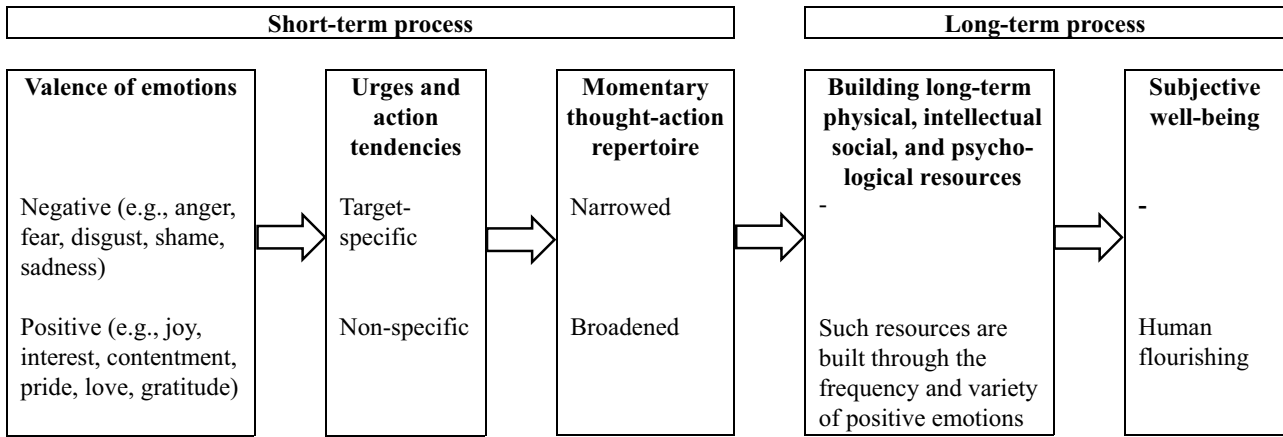 Short-term process
Long-term process
Valence of emotions
Negative (e.g., anger,
fear, disgust, shame,
sadness)
Positive (e.g., joy,
interest, contentment,
pride, love, gratitude)
Urges and
action
tendencies
Target-
specific
Non-specific
Momentary
thought-action
repertoire
Narrowed
Broadened
Building long-term
physical, intellectual
social, and psycho-
logical resources
-
Such resources are
built through the
frequency and variety
of positive emotions
Subjective
well-being
-
Human
flourishing